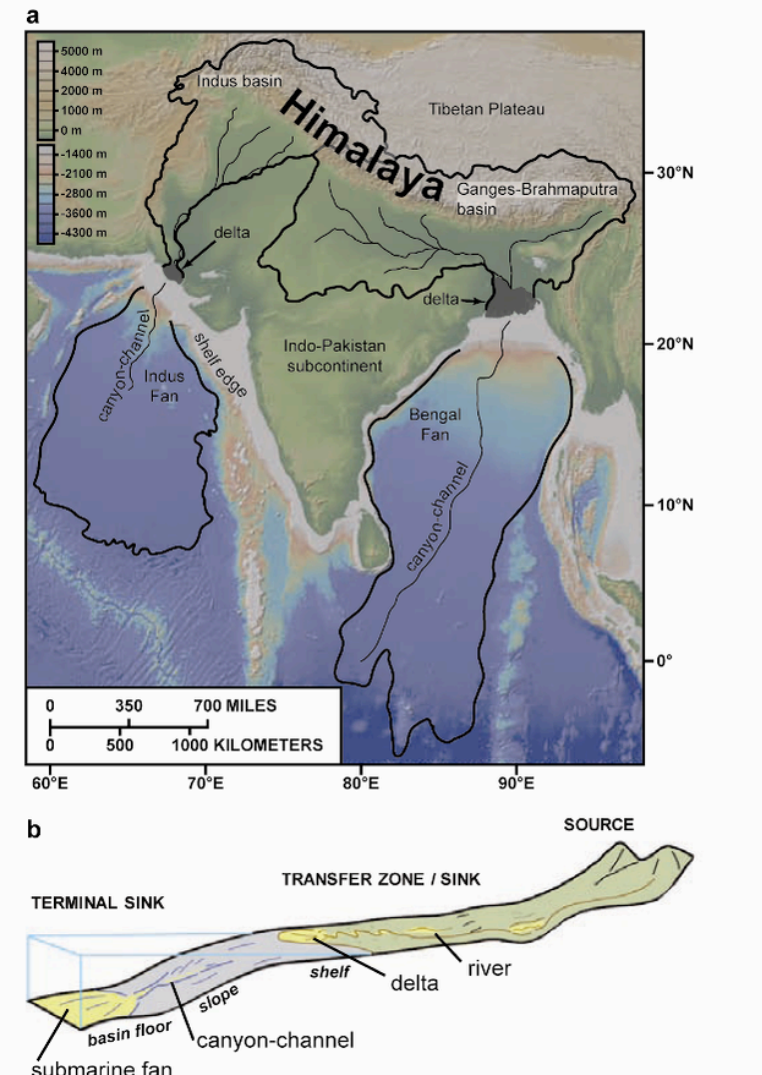 a
5000 m
4000 m
2000 m
1000 m
0 m
-1400 m
-2100 m
-2800 m
-3600 m
-4300 m
Indus basin
Himalaya
Tibetan Plateau
Ganges-Brahmaputra
basin
30°N
delta
delta
20°N
canyon-channel
Indus
Fan
shelf edge
Indo-Pakistan
subcontinent
Bengal
Fan
canyon-channel
10°N
0°
0 350 700 MILES
0 500 1000 KILOMETERS
60°E 70°E 80°E 90°E
b
SOURCE
TRANSFER ZONE / SINK
TERMINAL SINK
river
shelf
delta
slope
basin floor
canyon-channel
submarine fan